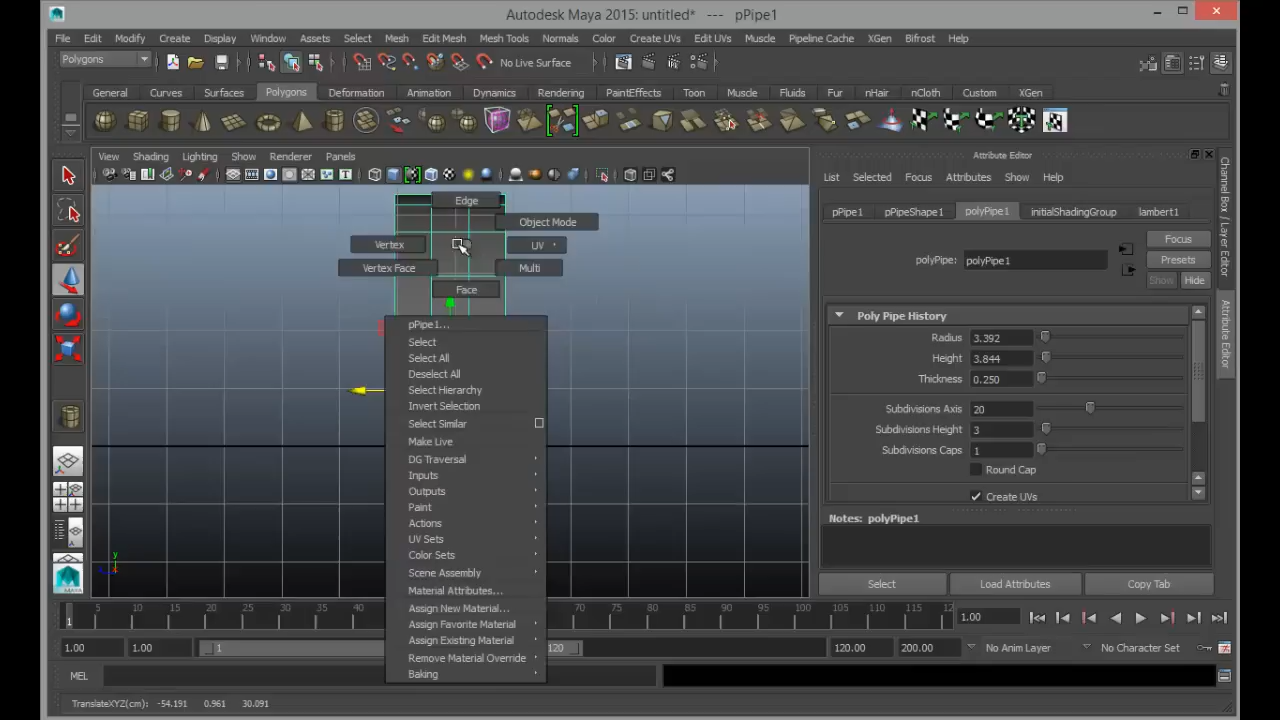 Autodesk Maya 2015: untitled* --- pPipe1
File Edit Modify Create Display Window Assets Select Mesh Edit Mesh Mesh Tools Normals Color Create UVs Edit UVs Muscle Pipeline Cache XGen Bifrost Help
Polygons No Live Surface
General Curves Surfaces Polygons Deformation Animation Dynamics Rendering PaintEffects Toon Muscle Fluids Fur nHair nCloth Custom XGen
View Shading Lighting Show Renderer Panels
Edge
Object Mode
Vertex UV
Vertex Face Multi
Face
pPipe1...
Select
Select All
Deselect All
Select Hierarchy
Invert Selection
Select Similar
Make Live
DG Traversal
Inputs
Outputs
Paint
Actions
UV Sets
Color Sets
Scene Assembly
Material Attributes...
Assign New Material...
Assign Favorite Material
Assign Existing Material
Remove Material Override
Baking
y
Attribute Editor
List Selected Focus Attributes Show Help
pPipe1 pPipeShape1 polyPipe1 initialShadingGroup lambert1
Focus
polyPipe: polyPipe1 Presets
Show Hide
Poly Pipe History
Radius 3.392
Height 3.844
Thickness 0.250
Subdivisions Axis 20
Subdivisions Height 3
Subdivisions Caps 1
Round Cap
Create UVs
Notes: polyPipe1
Select Load Attributes Copy Tab
Channel Box / Layer Editor
Attribute Editor
1 5 10 15 20 25 30 35 40 70 75 80 85 90 95 100 105 110 115 12 1.00
1.00 1.00 1 120 120.00 200.00 No Anim Layer No Character Set
MEL
TranslateXYZ(cm): -54.191 0.961 30.091